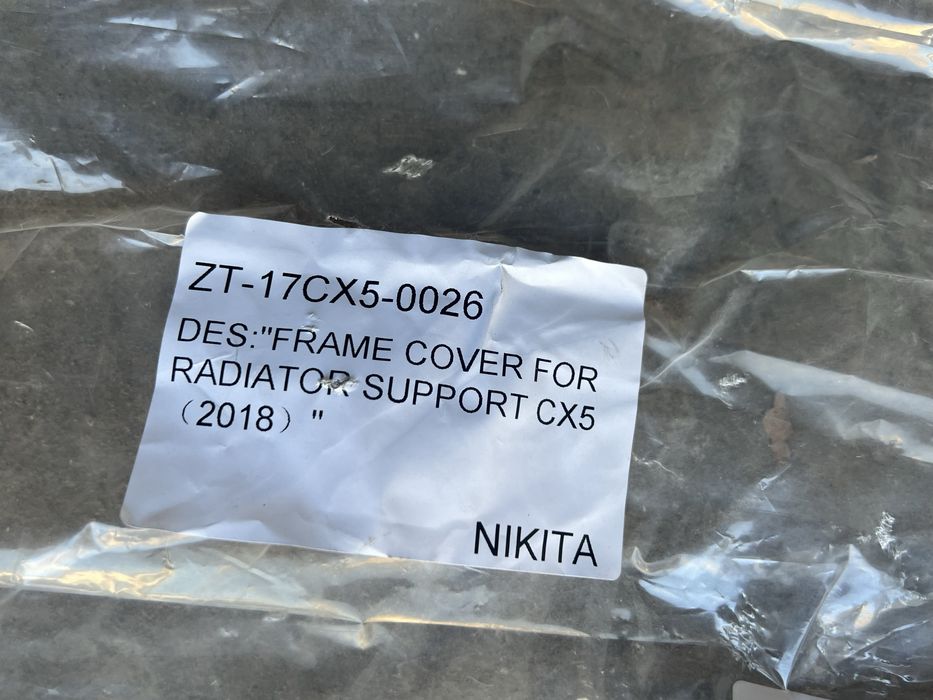 ZT-17CX5-0026
DES:"FRAME COVER FOR
RADIATOR SUPPORT CX5
（2018）"
NIKITA